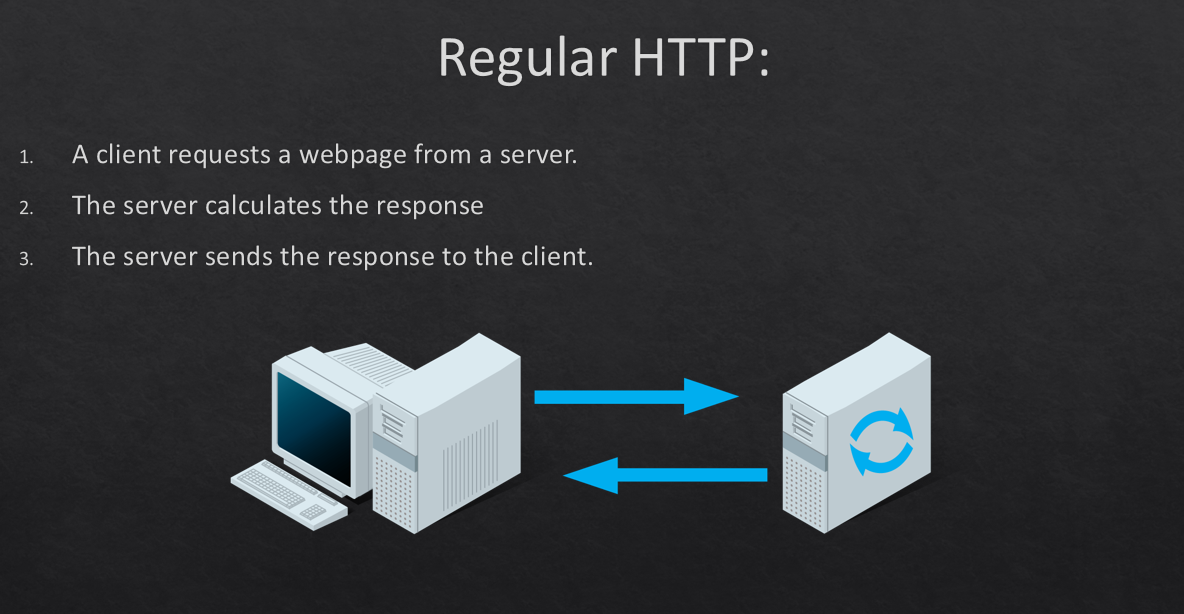 Regular HTTP:
1. A client requests a webpage from a server.
2. The server calculates the response
3. The server sends the response to the client.